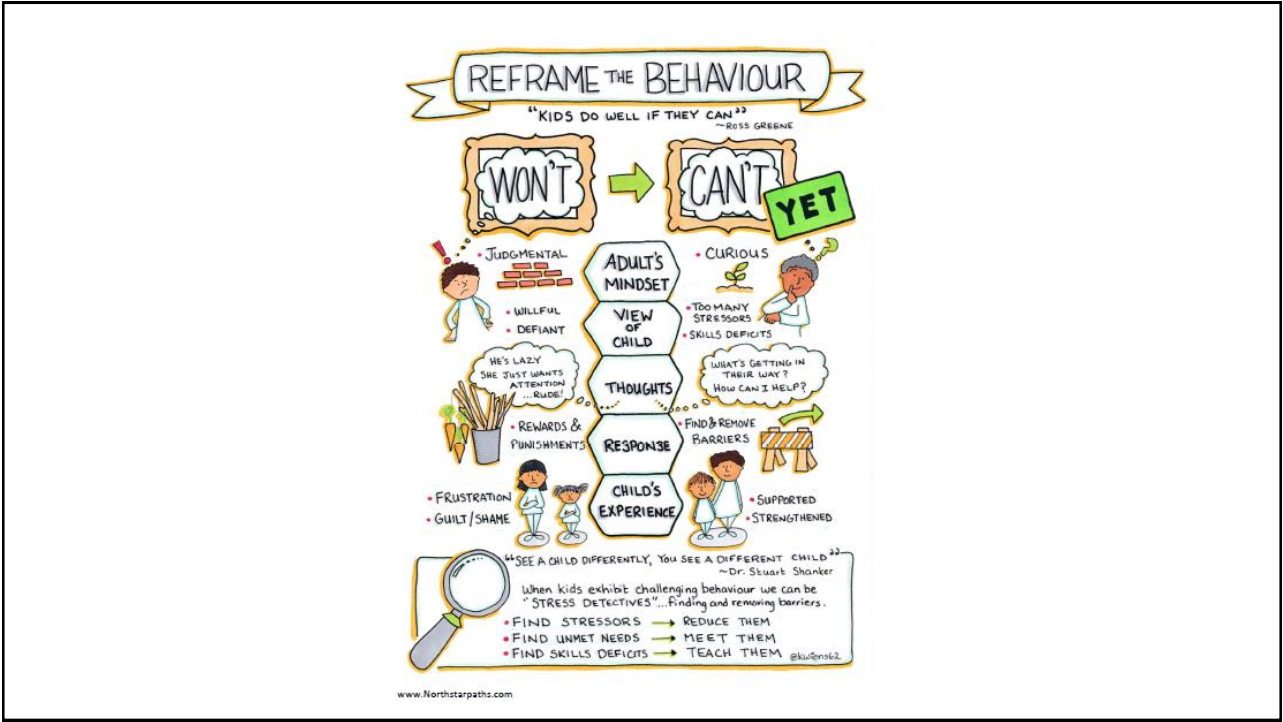 REFRAME THE BEHAVIOUR
"KIDS DO WELL IF THEY CAN"
~ROSS GREENE
WON'T
CAN'T
YET
• JUDGMENTAL
ADULT'S
MINDSET
• CURIOUS
• WILLFUL
• DEFIANT
VIEW
OF
CHILD
• TOO MANY
STRESSORS
• SKILLS DEFICITS
HE'S LAZY
SHE JUST WANTS
ATTENTION
...RUDE!
THOUGHTS
WHAT'S GETTING IN
THEIR WAY?
HOW CAN I HELP?
• REWARDS &
PUNISHMENTS
RESPONSE
• FIND & REMOVE
BARRIERS
• FRUSTRATION
• GUILT/SHAME
CHILD'S
EXPERIENCE
• SUPPORTED
• STRENGTHENED
"SEE A CHILD DIFFERENTLY, YOU SEE A DIFFERENT CHILD"
~Dr. Stuart Shanker
When kids exhibit challenging behaviour we can be
"STRESS DETECTIVES"...finding and removing barriers.
• FIND STRESSORS → REDUCE THEM
• FIND UNMET NEEDS → MEET THEM
• FIND SKILLS DEFICITS → TEACH THEM
@kwiens62
www.Northstarpaths.com